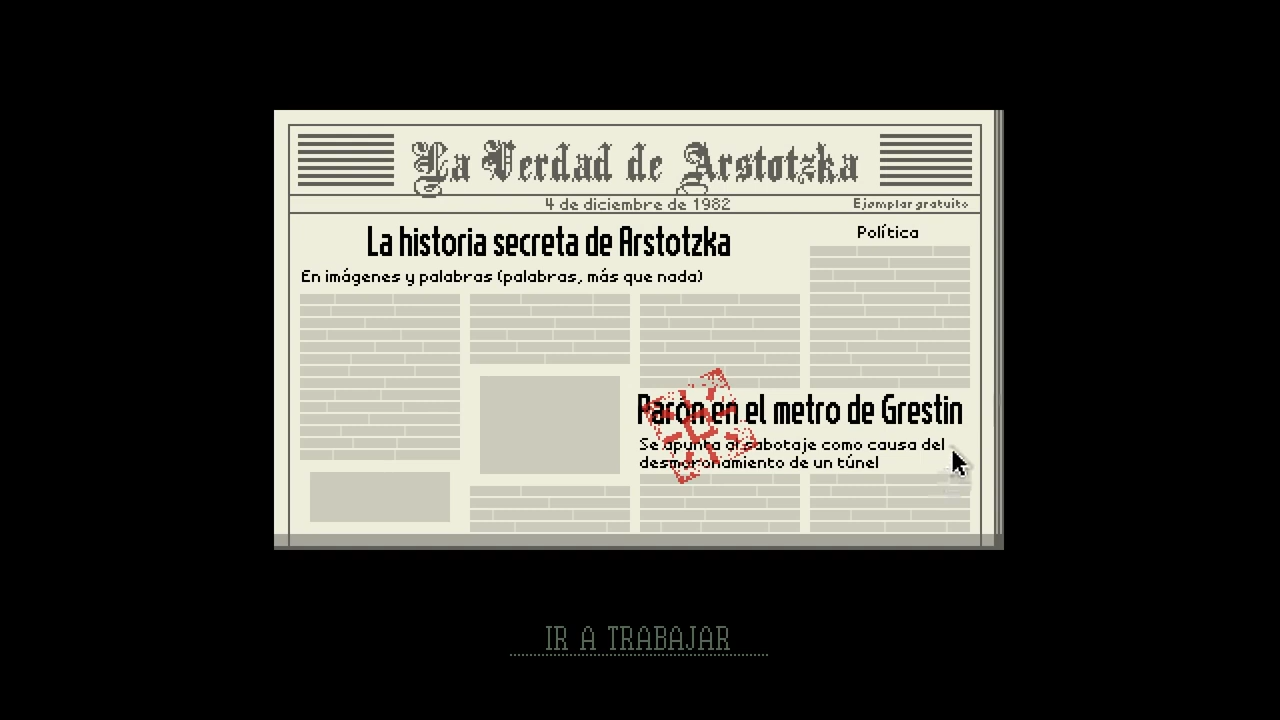 La Verdad de Arstotzka
4 de diciembre de 1982
Ejemplar gratuito
La historia secreta de Arstotzka
En imágenes y palabras (palabras, más que nada)
Política
Parón en el metro de Grestin
Se apunta al sabotaje como causa del
desmoronamiento de un túnel
IR A TRABAJAR